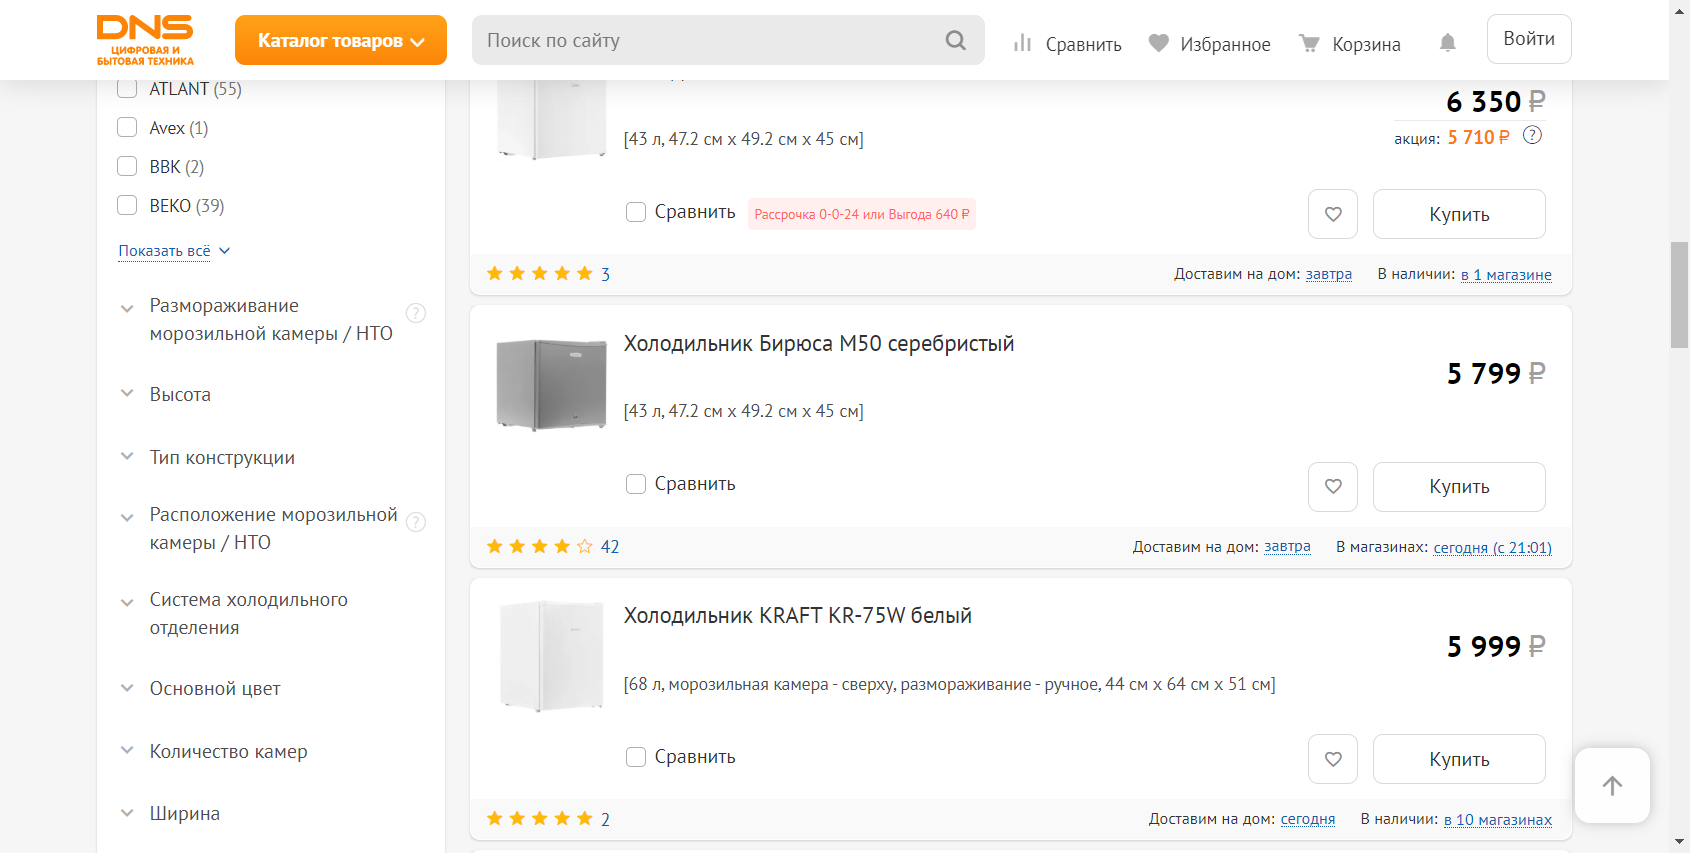 DNS
ЦИФРОВАЯ И
БЫТОВАЯ ТЕХНИКА
Каталог товаров
Поиск по сайту
Сравнить
Избранное
Корзина
Войти
ATLANT (55)
Avex (1)
BBK (2)
BEKO (39)
Показать всё
Размораживание
морозильной камеры / НТО
?
Высота
Тип конструкции
Расположение морозильной
камеры / НТО
?
Система холодильного
отделения
Основной цвет
Количество камер
Ширина
6 350 ₽
[43 л, 47.2 см x 49.2 см x 45 см]
акция: 5 710 ₽ ?
Сравнить
Рассрочка 0-0-24 или Выгода 640 ₽
Купить
3
Доставим на дом: завтра
В наличии: в 1 магазине
Холодильник Бирюса М50 серебристый
5 799 ₽
[43 л, 47.2 см x 49.2 см x 45 см]
Сравнить
Купить
42
Доставим на дом: завтра
В магазинах: сегодня (с 21:01)
Холодильник KRAFT KR-75W белый
5 999 ₽
[68 л, морозильная камера - сверху, размораживание - ручное, 44 см x 64 см x 51 см]
Сравнить
Купить
2
Доставим на дом: сегодня
В наличии: в 10 магазинах